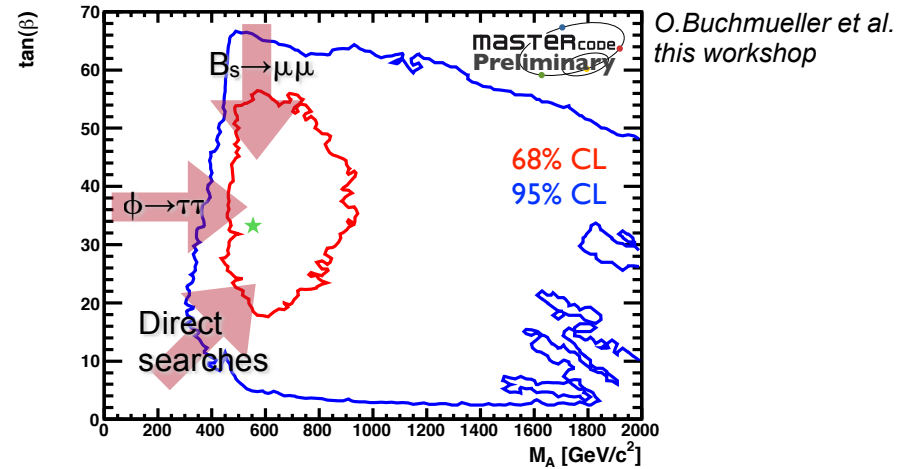 O.Buchmueller et al.
this workshop
tan(β)
70
60
50
40
30
20
10
0
MASTERCODE
Preliminary
Bs→μμ
68% CL
95% CL
ϕ→ττ
Direct
searches
0 200 400 600 800 1000 1200 1400 1600 1800 2000
M_A [GeV/c²]